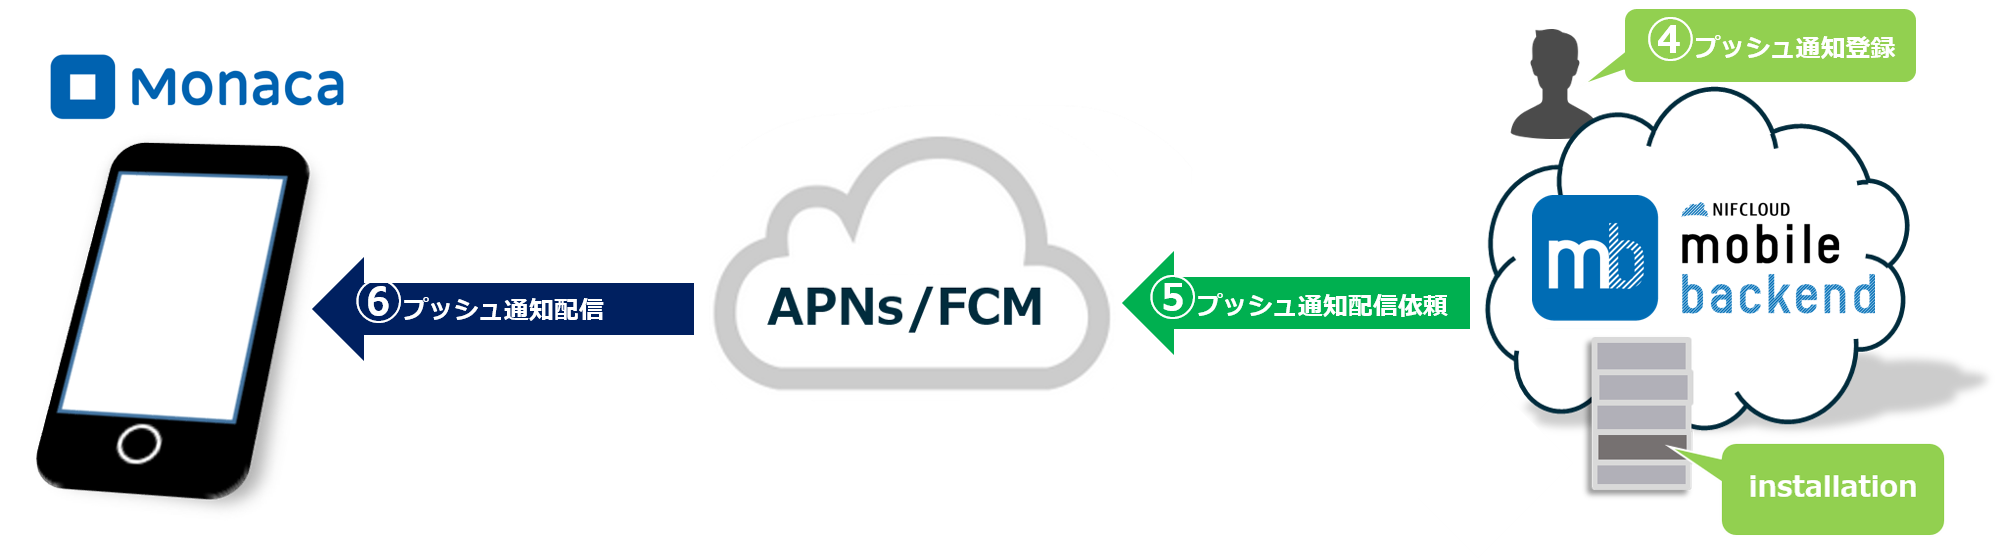 Monaca
⑥プッシュ通知配信
APNs/FCM
⑤プッシュ通知配信依頼
④プッシュ通知登録
mb
NIFCLOUD
mobile
backend
installation